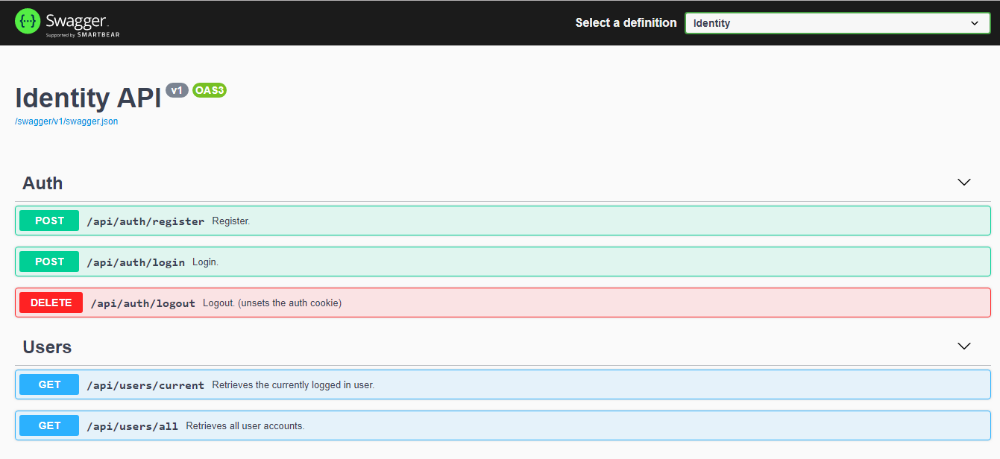 {···} Swagger.
Supported by SMARTBEAR
Select a definition Identity
Identity API v1 OAS3
/swagger/v1/swagger.json
Auth
POST /api/auth/register Register.
POST /api/auth/login Login.
DELETE /api/auth/logout Logout. (unsets the auth cookie)
Users
GET /api/users/current Retrieves the currently logged in user.
GET /api/users/all Retrieves all user accounts.